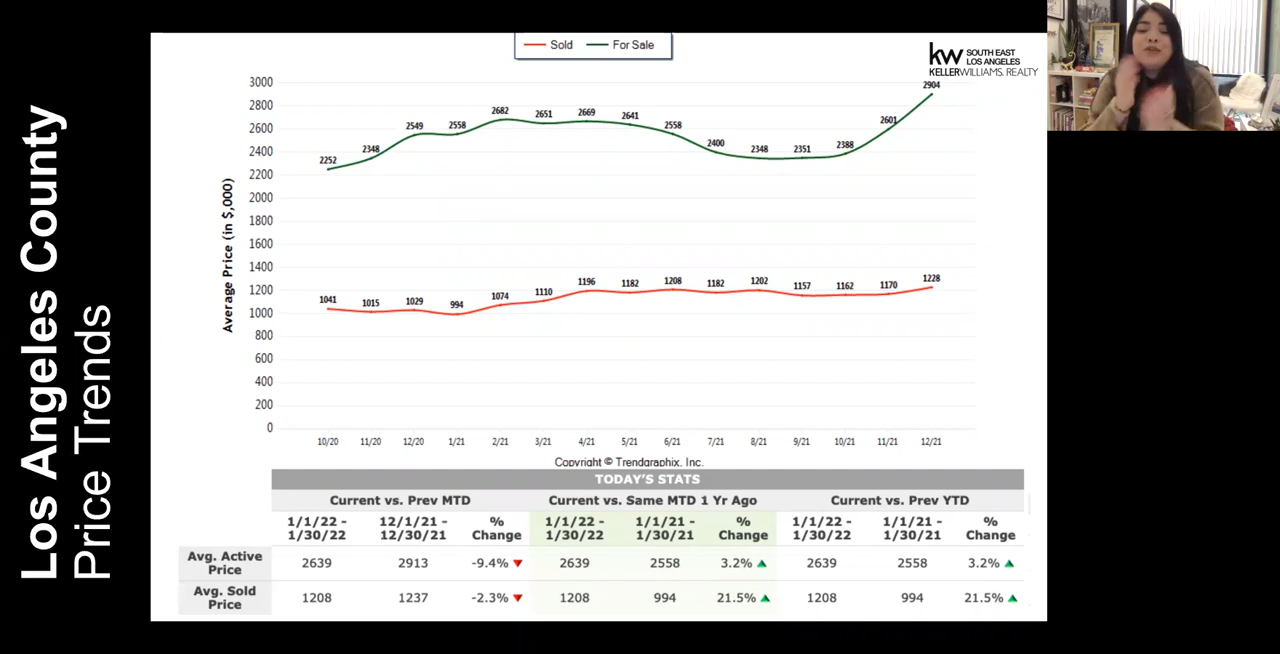 Los Angeles County
Price Trends
Sold For Sale
kw SOUTH EAST
LOS ANGELES
KELLERWILLIAMS. REALTY
Average Price (in $,000)
3000
2800
2600
2400
2200
2000
1800
1600
1400
1200
1000
800
600
400
200
0
2252 2348 2549 2558 2682 2651 2669 2641 2558 2400 2348 2351 2388 2601 2904
1041 1015 1029 994 1074 1110 1196 1182 1208 1182 1202 1157 1162 1170 1228
10/20 11/20 12/20 1/21 2/21 3/21 4/21 5/21 6/21 7/21 8/21 9/21 10/21 11/21 12/21
Copyright © Trendgraphix, Inc.
TODAY'S STATS
Current vs. Prev MTD Current vs. Same MTD 1 Yr Ago Current vs. Prev YTD
1/1/22 - 12/1/21 - % 1/1/22 - 1/1/21 - % 1/1/22 - 1/1/21 - %
1/30/22 12/30/21 Change 1/30/22 1/30/21 Change 1/30/22 1/30/21 Change
Avg. Active
Price 2639 2913 -9.4% 2639 2558 3.2% 2639 2558 3.2%
Avg. Sold
Price 1208 1237 -2.3% 1208 994 21.5% 1208 994 21.5%